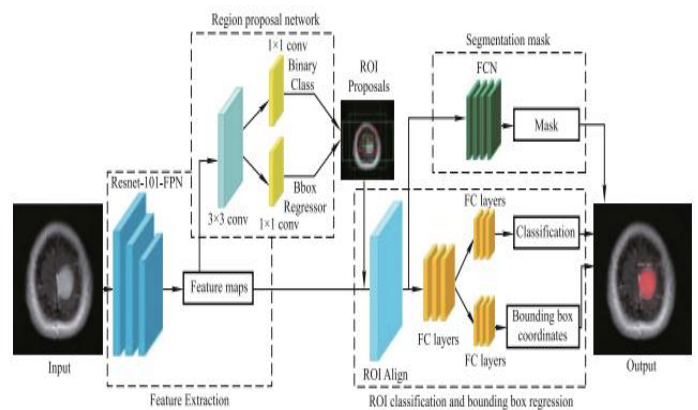 Region proposal network
1×1 conv
Binary
Class
ROI
Proposals
Segmentation mask
FCN
Mask
Resnet-101-FPN
Bbox
Regressor
3×3 conv
1×1 conv
FC layers
Classification
Feature maps
FC layers
Bounding box
coordinates
FC layers
Input
ROI Align
Output
Feature Extraction
ROI classification and bounding box regression